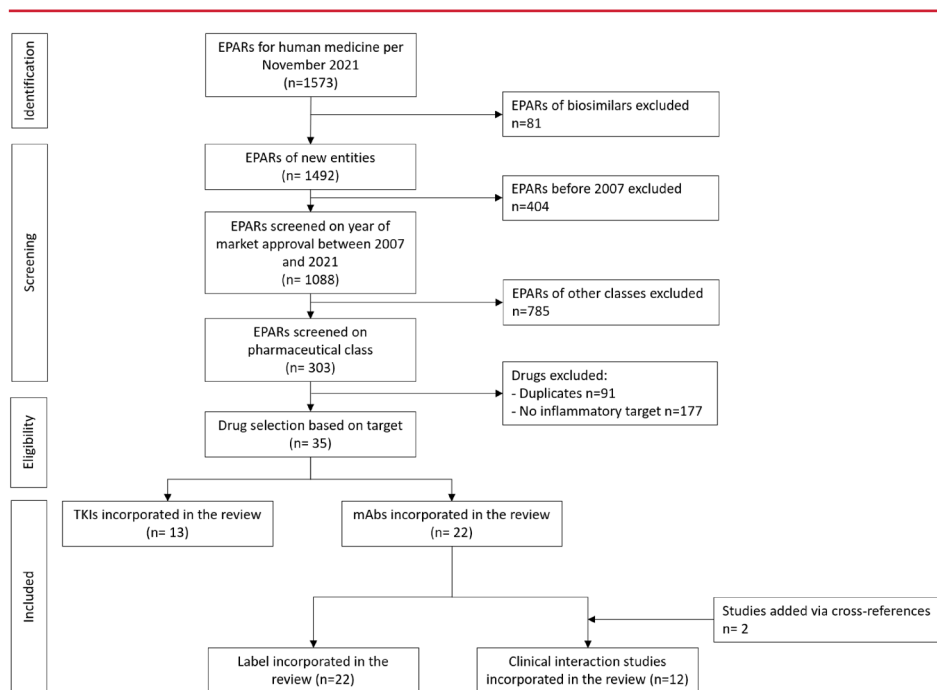 Identification
EPARs for human medicine per
November 2021
(n=1573)
EPARs of biosimilars excluded
n=81
Screening
EPARs of new entities
(n= 1492)
EPARs before 2007 excluded
n=404
EPARs screened on year of
market approval between 2007
and 2021
(n= 1088)
EPARs of other classes excluded
n=785
EPARs screened on
pharmaceutical class
(n= 303)
Drugs excluded:
- Duplicates n=91
- No inflammatory target n=177
Eligibility
Drug selection based on target
(n= 35)
Included
TKIs incorporated in the review
(n= 13)
mAbs incorporated in the review
(n= 22)
Studies added via cross-references
n= 2
Label incorporated in the
review (n=22)
Clinical interaction studies
incorporated in the review (n=12)